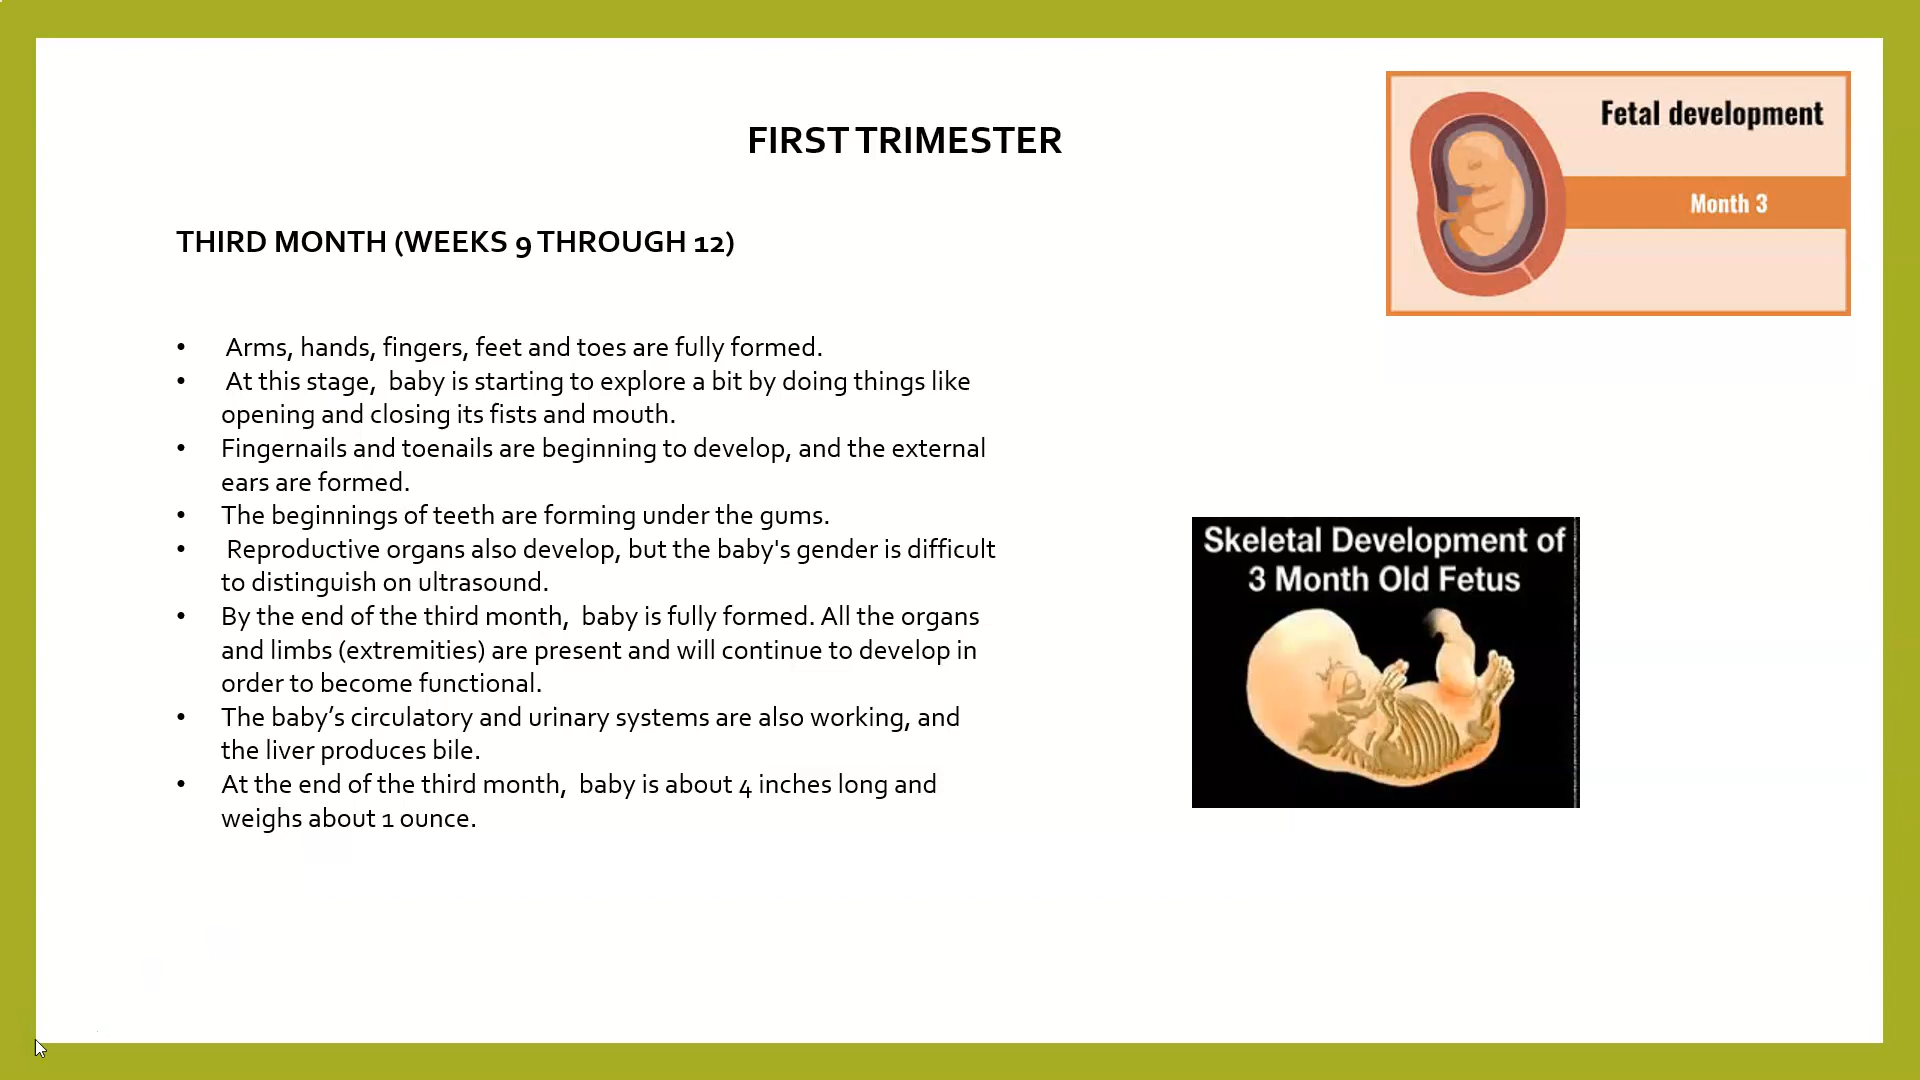 FIRST TRIMESTER
Fetal development
Month 3
THIRD MONTH (WEEKS 9 THROUGH 12)
• Arms, hands, fingers, feet and toes are fully formed.
• At this stage, baby is starting to explore a bit by doing things like
opening and closing its fists and mouth.
• Fingernails and toenails are beginning to develop, and the external
ears are formed.
• The beginnings of teeth are forming under the gums.
• Reproductive organs also develop, but the baby's gender is difficult
to distinguish on ultrasound.
• By the end of the third month, baby is fully formed. All the organs
and limbs (extremities) are present and will continue to develop in
order to become functional.
• The baby’s circulatory and urinary systems are also working, and
the liver produces bile.
• At the end of the third month, baby is about 4 inches long and
weighs about 1 ounce.
Skeletal Development of
3 Month Old Fetus